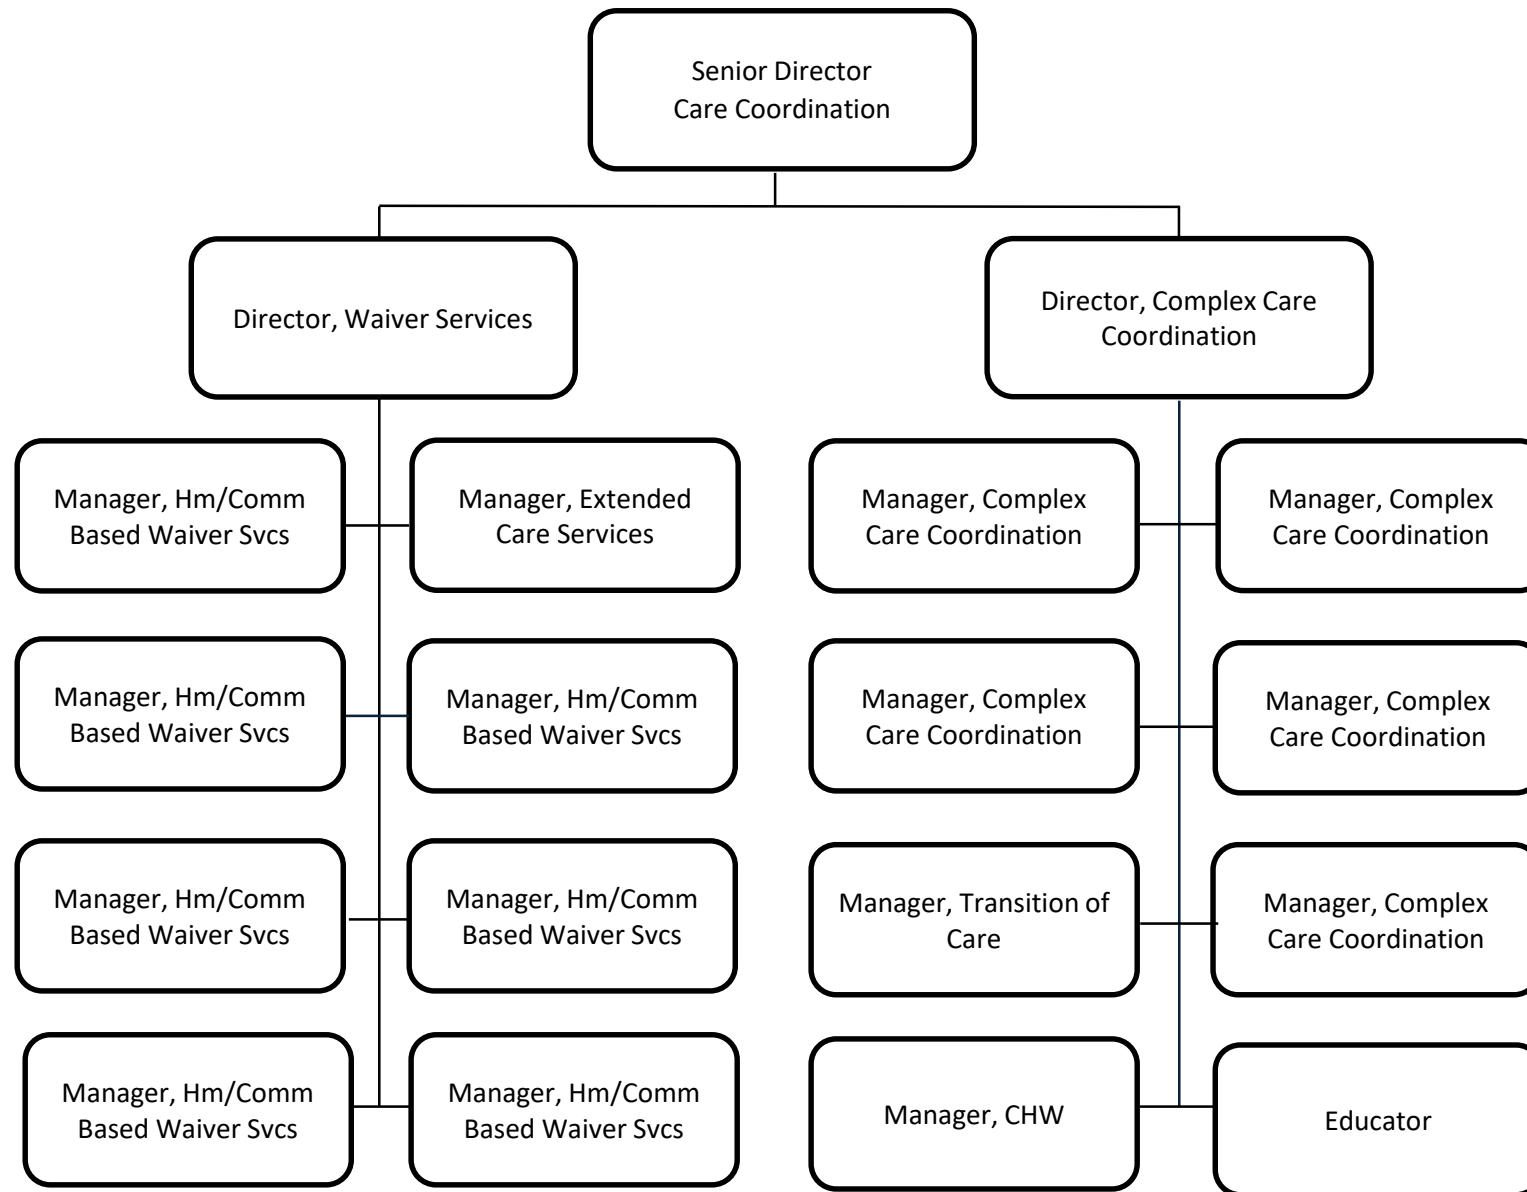 Senior Director
Care Coordination
Director, Waiver Services
Director, Complex Care
Coordination
Manager, Hm/Comm
Based Waiver Svcs
Manager, Extended
Care Services
Manager, Complex
Care Coordination
Manager, Complex
Care Coordination
Manager, Hm/Comm
Based Waiver Svcs
Manager, Hm/Comm
Based Waiver Svcs
Manager, Complex
Care Coordination
Manager, Complex
Care Coordination
Manager, Hm/Comm
Based Waiver Svcs
Manager, Hm/Comm
Based Waiver Svcs
Manager, Transition of
Care
Manager, Complex
Care Coordination
Manager, Hm/Comm
Based Waiver Svcs
Manager, Hm/Comm
Based Waiver Svcs
Manager, CHW
Educator